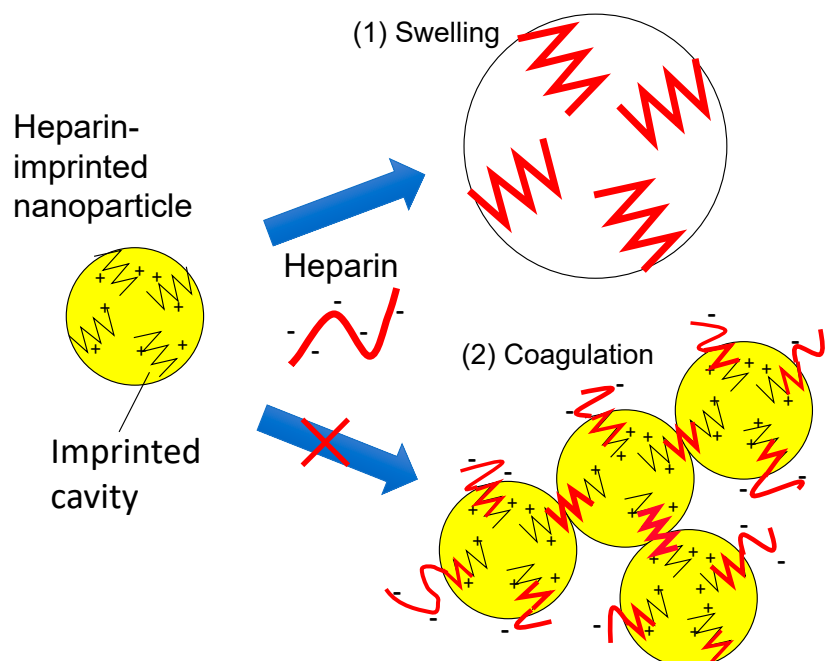 (1) Swelling
Heparin-
imprinted
nanoparticle
Heparin
(2) Coagulation
Imprinted
cavity